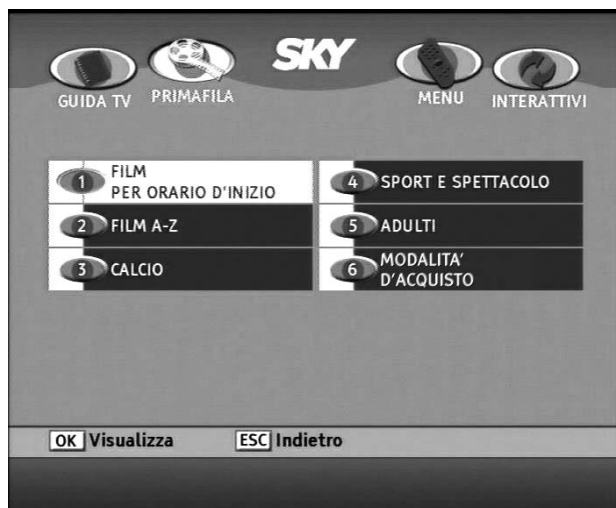 SKY
GUIDA TV
PRIMAFILA
MENU
INTERATTIVI
1 FILM
PER ORARIO D'INIZIO
2 FILM A-Z
3 CALCIO
4 SPORT E SPETTACOLO
5 ADULTI
6 MODALITA'
D'ACQUISTO
OK Visualizza
ESC Indietro